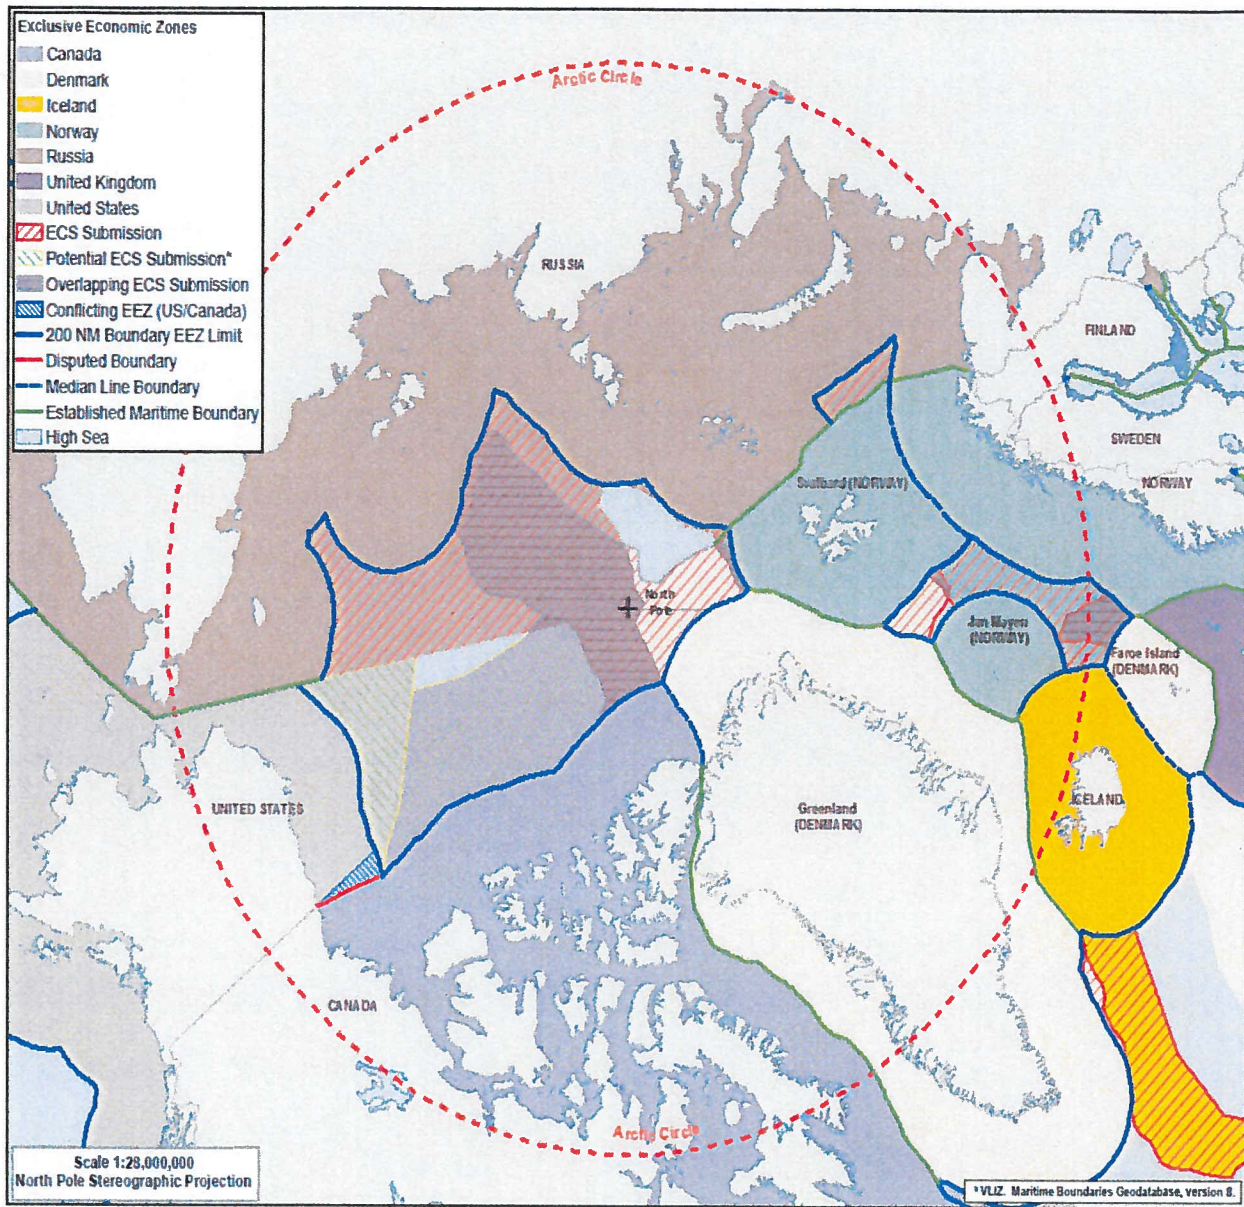 Exclusive Economic Zones
Canada
Denmark
Iceland
Norway
Russia
United Kingdom
United States
ECS Submission
Potential ECS Submission*
Overlapping ECS Submission
Conflicting EEZ (US/Canada)
200 NM Boundary EEZ Limit
Disputed Boundary
Median Line Boundary
Established Maritime Boundary
High Sea
Arctic Circle
RUSSIA
FINLAND
SWEDEN
NORWAY
Svalbard (NORWAY)
North
Pole
Jan Mayen
(NORWAY)
Faroe Island
(DENMARK)
UNITED STATES
Greenland
(DENMARK)
ICELAND
CANADA
Arctic Circle
Scale 1:28,000,000
North Pole Stereographic Projection
* VLIZ. Maritime Boundaries Geodatabase, version 8.